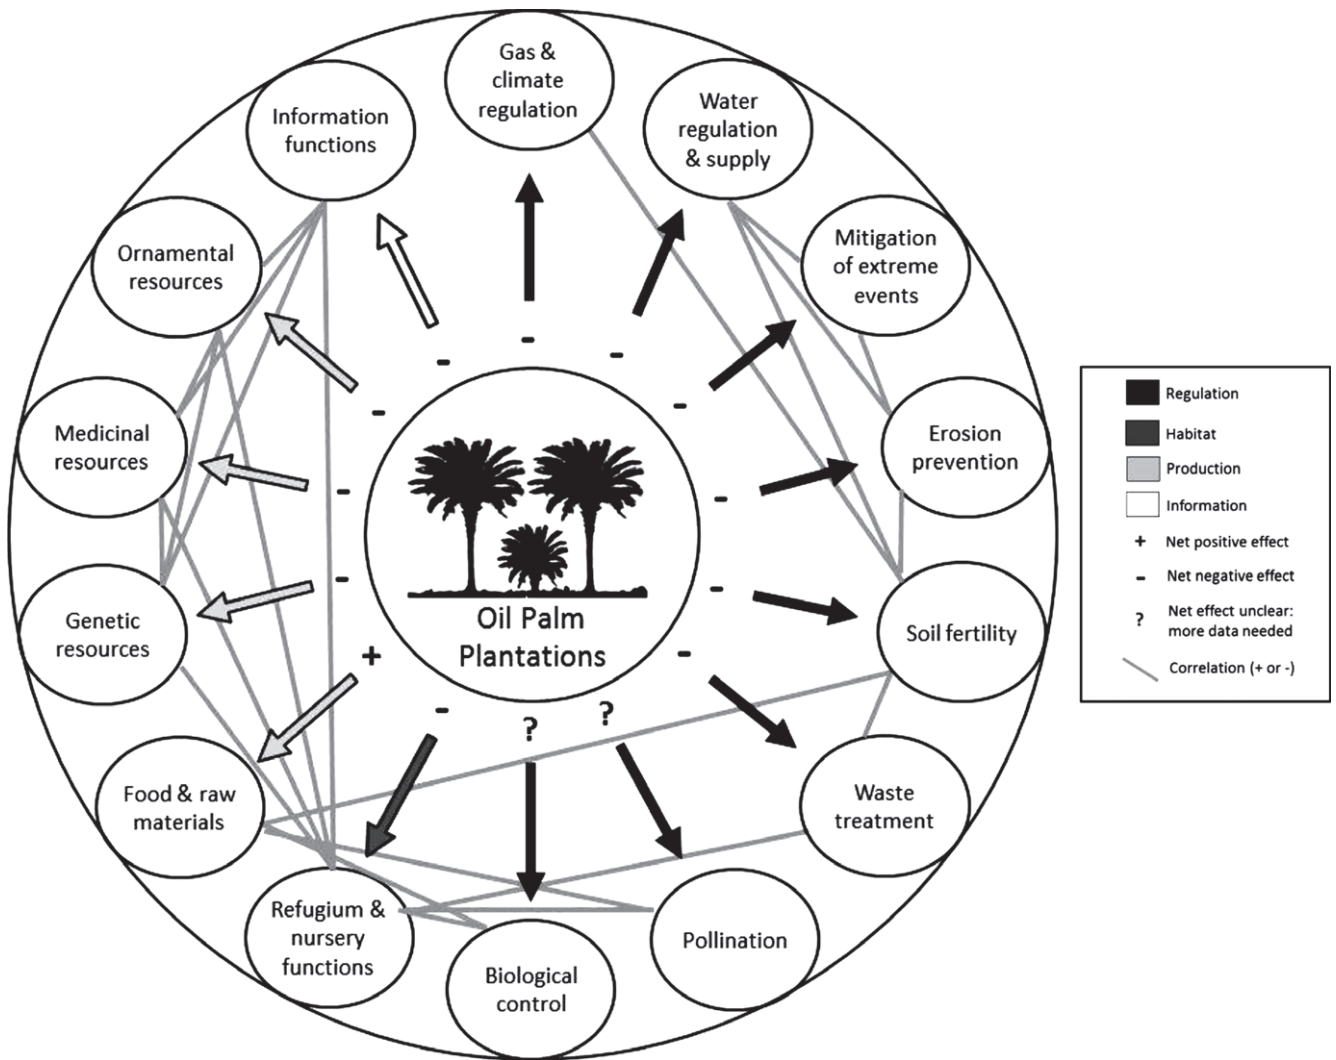 Gas &
climate
regulation
Water
regulation
& supply
Mitigation
of extreme
events
Erosion
prevention
Soil fertility
Waste
treatment
Pollination
Biological
control
Refugium &
nursery
functions
Food & raw
materials
Genetic
resources
Medicinal
resources
Ornamental
resources
Information
functions
-
-
-
-
-
-
-
?
?
-
+
-
-
-
-
Oil Palm
Plantations
Regulation
Habitat
Production
Information
+ Net positive effect
- Net negative effect
? Net effect unclear:
more data needed
Correlation (+ or -)